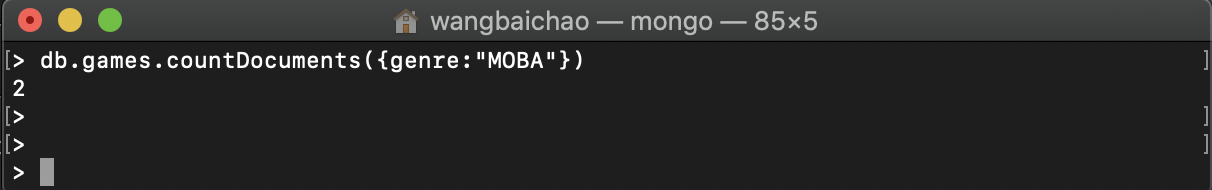 wangbaichao — mongo — 85×5
[> db.games.countDocuments({genre:"MOBA"}) ]
2
[> ]
[> ]
>